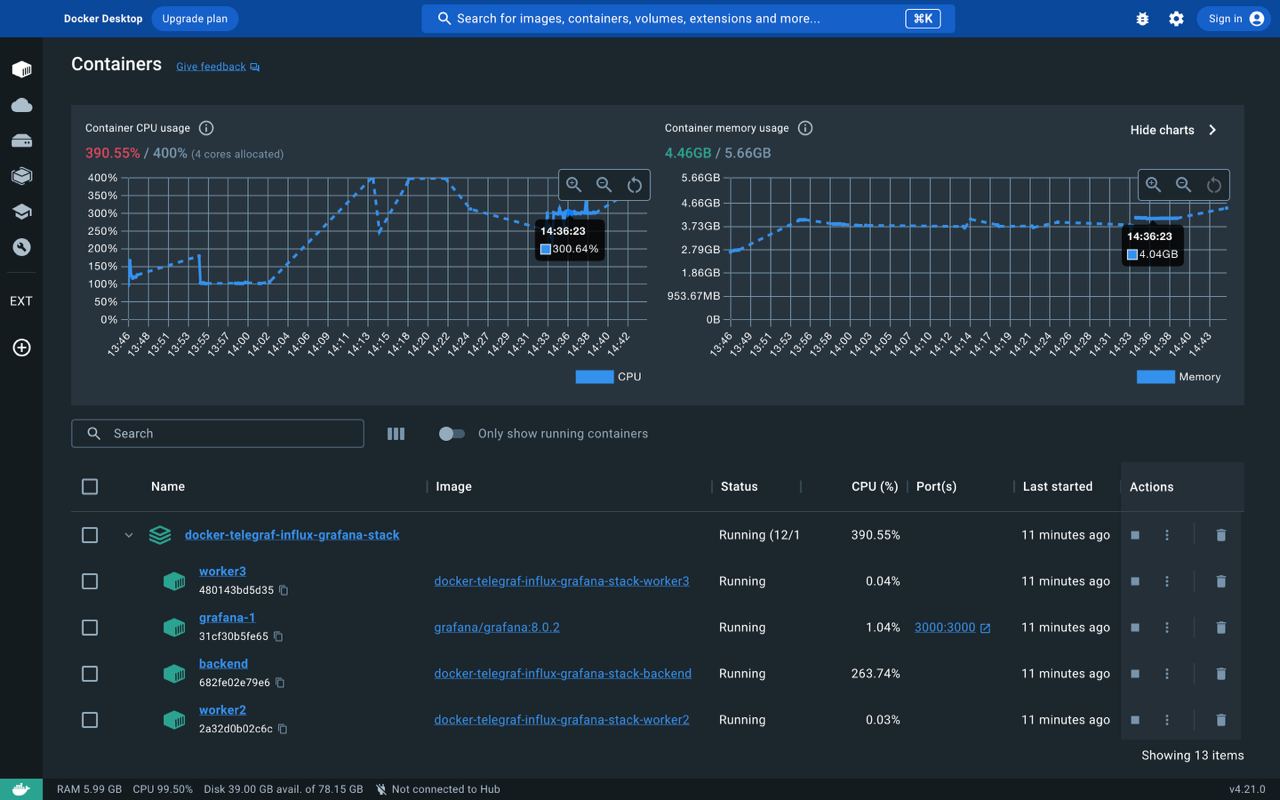 Docker Desktop Upgrade plan Search for images, containers, volumes, extensions and more... ⌘K Sign in
Containers Give feedback
EXT
Container CPU usage
390.55% / 400% (4 cores allocated)
400%
350%
300%
250%
200%
150%
100%
50%
0%
14:36:23
300.64%
13:46 13:48 13:51 13:53 13:55 13:57 14:00 14:02 14:04 14:06 14:09 14:11 14:13 14:15 14:18 14:20 14:22 14:24 14:27 14:29 14:31 14:33 14:36 14:38 14:40 14:42
CPU
Container memory usage
Hide charts
4.46GB / 5.66GB
5.66GB
4.66GB
3.73GB
2.79GB
1.86GB
953.67MB
0B
14:36:23
4.04GB
13:46 13:49 13:51 13:53 13:56 13:58 14:00 14:03 14:05 14:07 14:10 14:12 14:14 14:17 14:19 14:21 14:24 14:26 14:28 14:31 14:33 14:36 14:38 14:40 14:43
Memory
Search Only show running containers
Name Image Status CPU (%) Port(s) Last started Actions
docker-telegraf-influx-grafana-stack Running (12/1 390.55% 11 minutes ago
worker3
480143bd5d35
docker-telegraf-influx-grafana-stack-worker3 Running 0.04% 11 minutes ago
grafana-1
31cf30b5fe65
grafana/grafana:8.0.2 Running 1.04% 3000:3000 11 minutes ago
backend
682fe02e79e6
docker-telegraf-influx-grafana-stack-backend Running 263.74% 11 minutes ago
worker2
2a32d0b02c6c
docker-telegraf-influx-grafana-stack-worker2 Running 0.03% 11 minutes ago
Showing 13 items
RAM 5.99 GB CPU 99.50% Disk 39.00 GB avail. of 78.15 GB Not connected to Hub v4.21.0